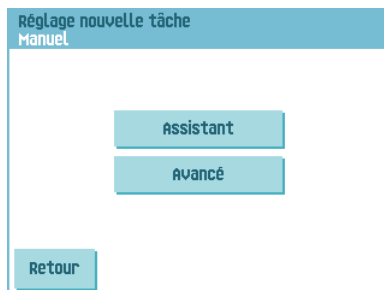 Réglage nouvelle tâche
Manuel
Assistant
Avancé
Retour